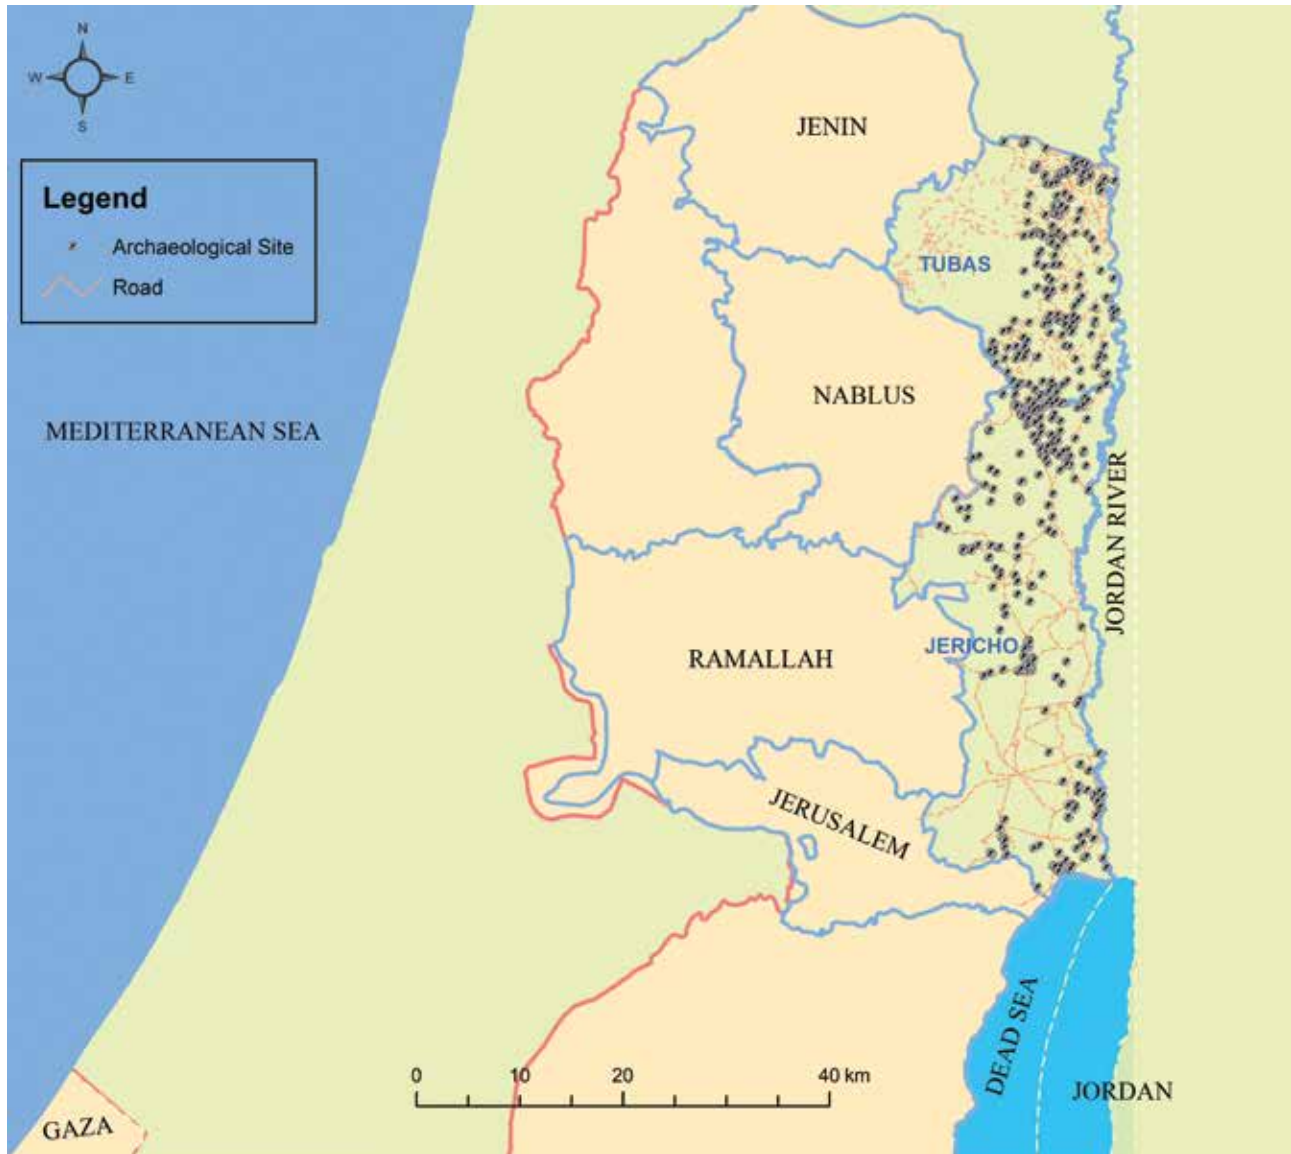 N
W E
S
Legend
Archaeological Site
Road
JENIN
TUBAS
NABLUS
MEDITERRANEAN SEA
JORDAN RIVER
JERICHO
RAMALLAH
JERUSALEM
DEAD SEA
0 10 20 40 km
JORDAN
GAZA